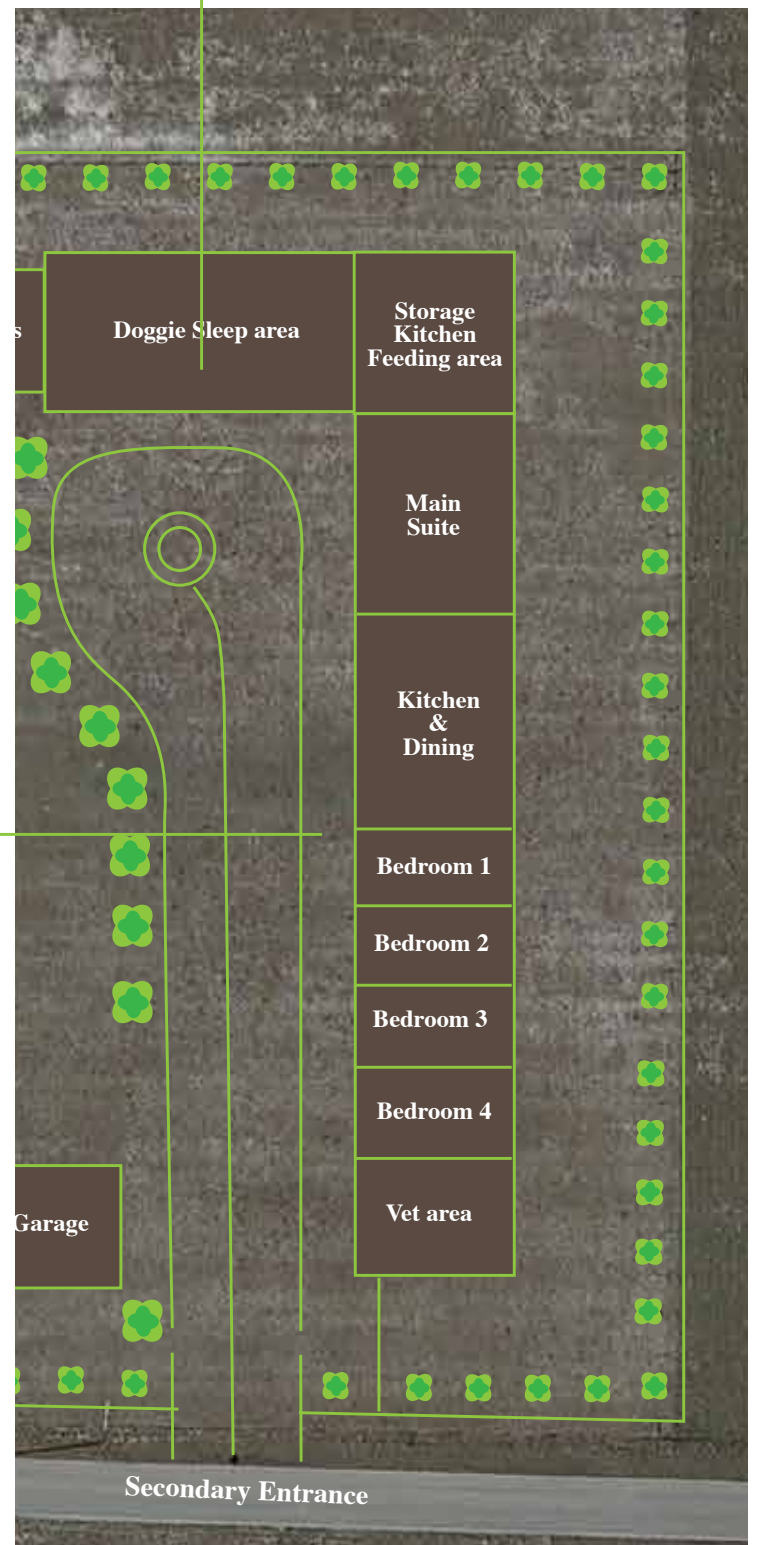 s
Doggie Sleep area
Storage
Kitchen
Feeding area
Main
Suite
Kitchen
&
Dining
Bedroom 1
Bedroom 2
Bedroom 3
Bedroom 4
Garage
Vet area
Secondary Entrance